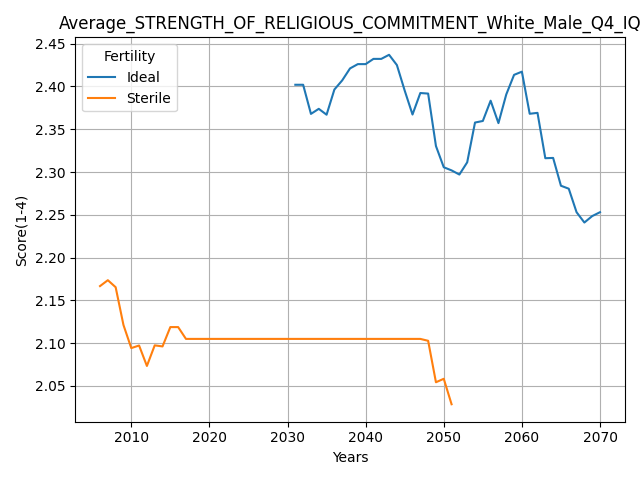 Average_STRENGTH_OF_RELIGIOUS_COMMITMENT_White_Male_Q4_IQ
Fertility
Ideal
Sterile
Score(1-4)
2.45
2.40
2.35
2.30
2.25
2.20
2.15
2.10
2.05
2010 2020 2030 2040 2050 2060 2070
Years